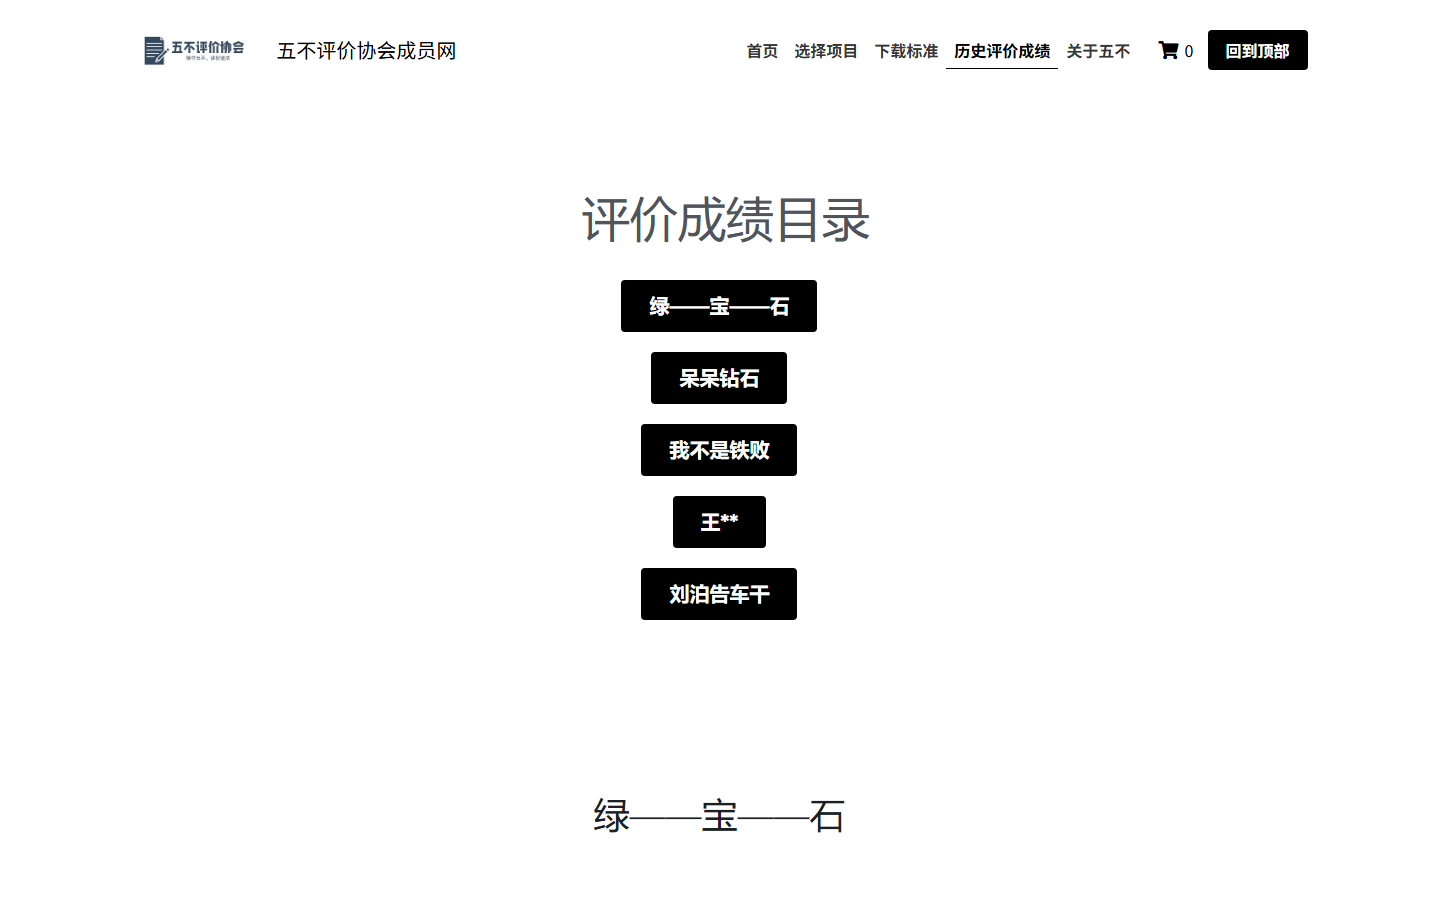 五不评价协会
五不评价协会成员网
首页
选择项目
下载标准
历史评价成绩
关于五不
0
回到顶部
评价成绩目录
绿——宝——石
呆呆钻石
我不是铁败
王**
刘泊告车干
绿——宝——石